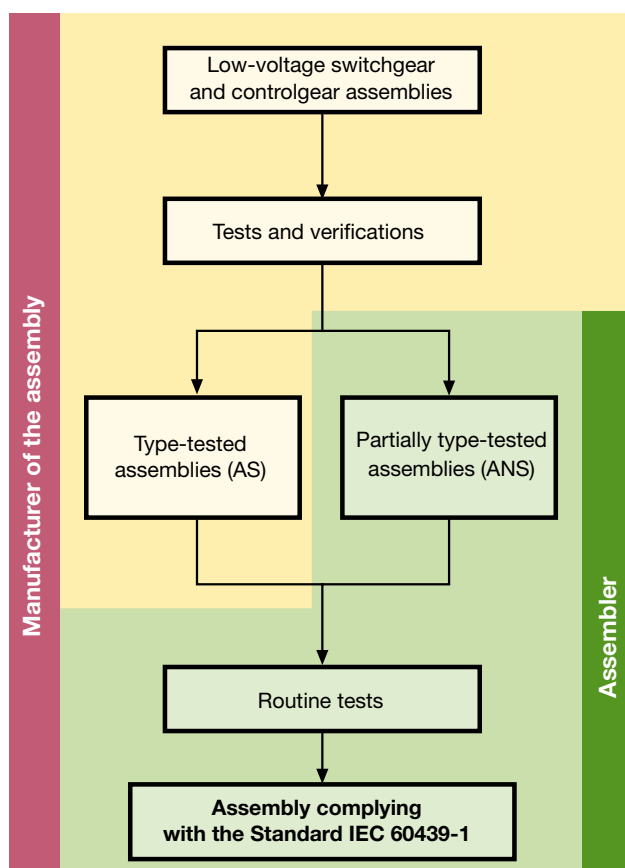 Low-voltage switchgear
and controlgear assemblies
Tests and verifications
Manufacturer of the assembly
Type-tested
assemblies (AS)
Partially type-tested
assemblies (ANS)
Assembler
Routine tests
Assembly complying
with the Standard IEC 60439-1